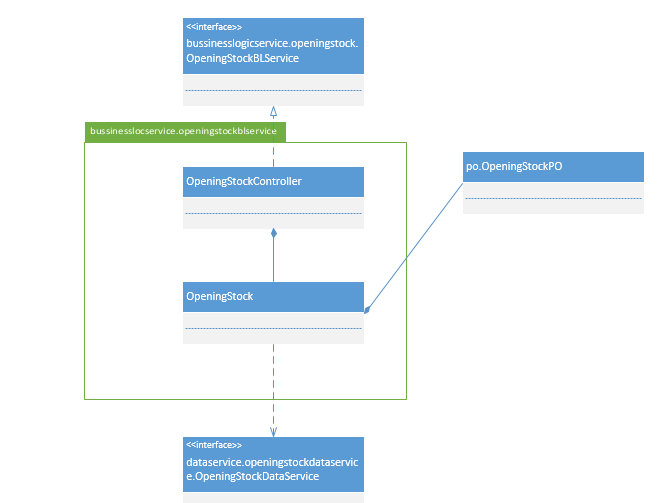 <<interface>>
bussinesslogicservice.openingstock.
OpeningStockBLService
bussinesslocservice.openingstockblservice
OpeningStockController
po.OpeningStockPO
OpeningStock
<<interface>>
dataservice.openingstockdataservic
e.OpeningStockDataService